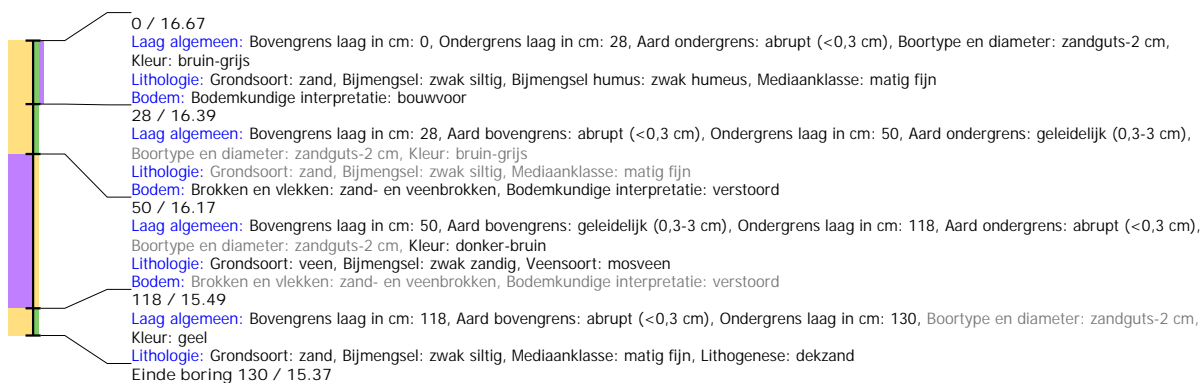 0 / 16.67
Laag algemeen: Bovengrens laag in cm: 0, Ondergrens laag in cm: 28, Aard ondergrens: abrupt (<0,3 cm), Boortype en diameter: zandguts-2 cm,
Kleur: bruin-grijs
Lithologie: Grondsoort: zand, Bijmengsel: zwak siltig, Bijmengsel humus: zwak humeus, Mediaanklasse: matig fijn
Bodem: Bodemkundige interpretatie: bouwvoor
28 / 16.39
Laag algemeen: Bovengrens laag in cm: 28, Aard bovengrens: abrupt (<0,3 cm), Ondergrens laag in cm: 50, Aard ondergrens: geleidelijk (0,3-3 cm),
Boortype en diameter: zandguts-2 cm, Kleur: bruin-grijs
Lithologie: Grondsoort: zand, Bijmengsel: zwak siltig, Mediaanklasse: matig fijn
Bodem: Brokken en vlekken: zand- en veenbrokken, Bodemkundige interpretatie: verstoord
50 / 16.17
Laag algemeen: Bovengrens laag in cm: 50, Aard bovengrens: geleidelijk (0,3-3 cm), Ondergrens laag in cm: 118, Aard ondergrens: abrupt (<0,3 cm),
Boortype en diameter: zandguts-2 cm, Kleur: donker-bruin
Lithologie: Grondsoort: veen, Bijmengsel: zwak zandig, Veensoort: mosveen
Bodem: Brokken en vlekken: zand- en veenbrokken, Bodemkundige interpretatie: verstoord
118 / 15.49
Laag algemeen: Bovengrens laag in cm: 118, Aard bovengrens: abrupt (<0,3 cm), Ondergrens laag in cm: 130, Boortype en diameter: zandguts-2 cm,
Kleur: geel
Lithologie: Grondsoort: zand, Bijmengsel: zwak siltig, Mediaanklasse: matig fijn, Lithogenese: dekzand
Einde boring 130 / 15.37